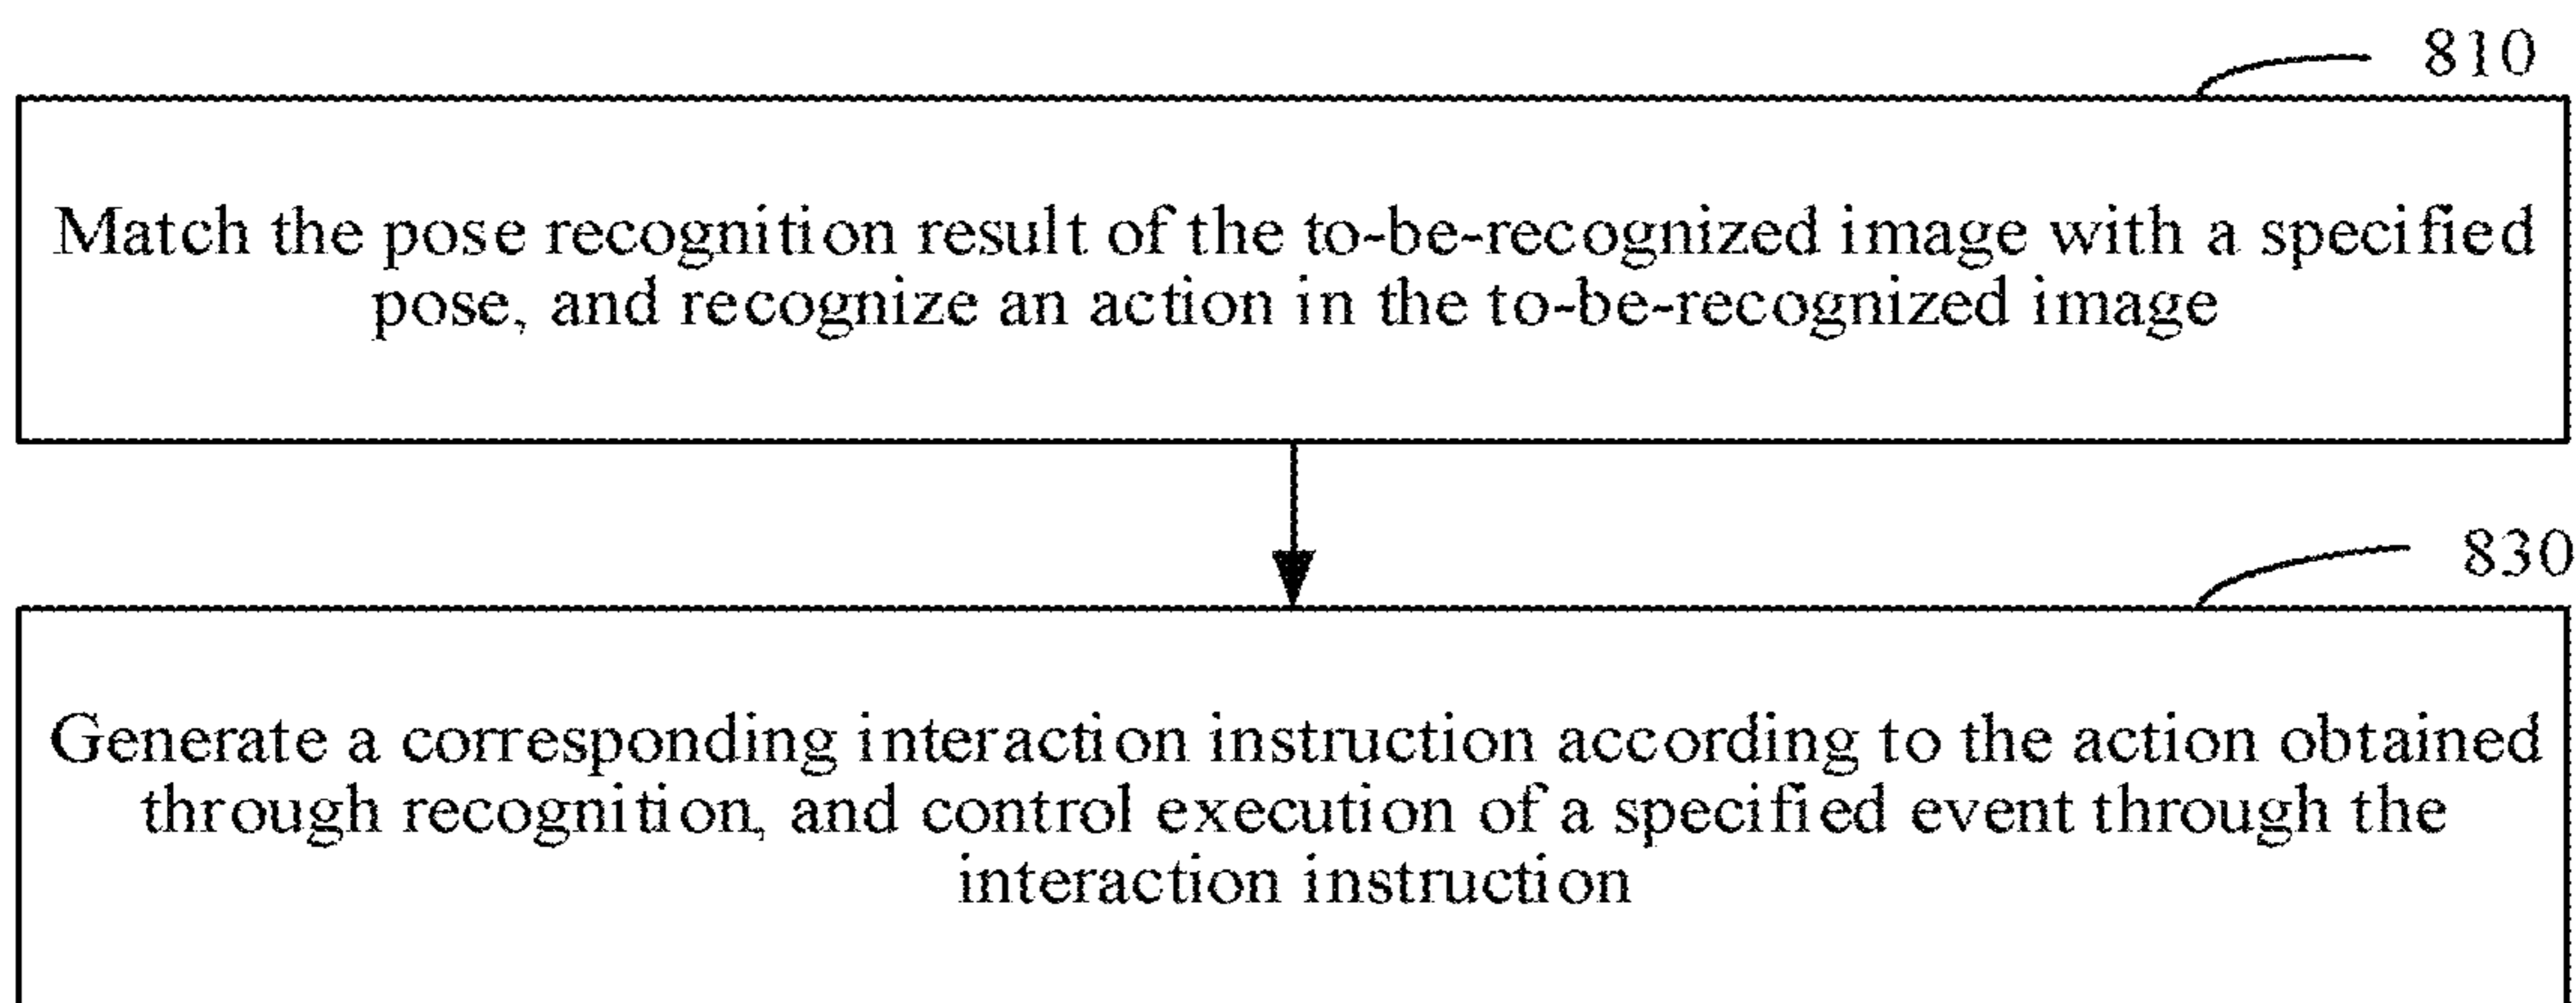 810
Match the pose recognition result of the to-be-recognized image with a specified
pose, and recognize an action in the to-be-recognized image
830
Generate a corresponding interaction instruction according to the action obtained
through recognition, and control execution of a specified event through the
interaction instruction